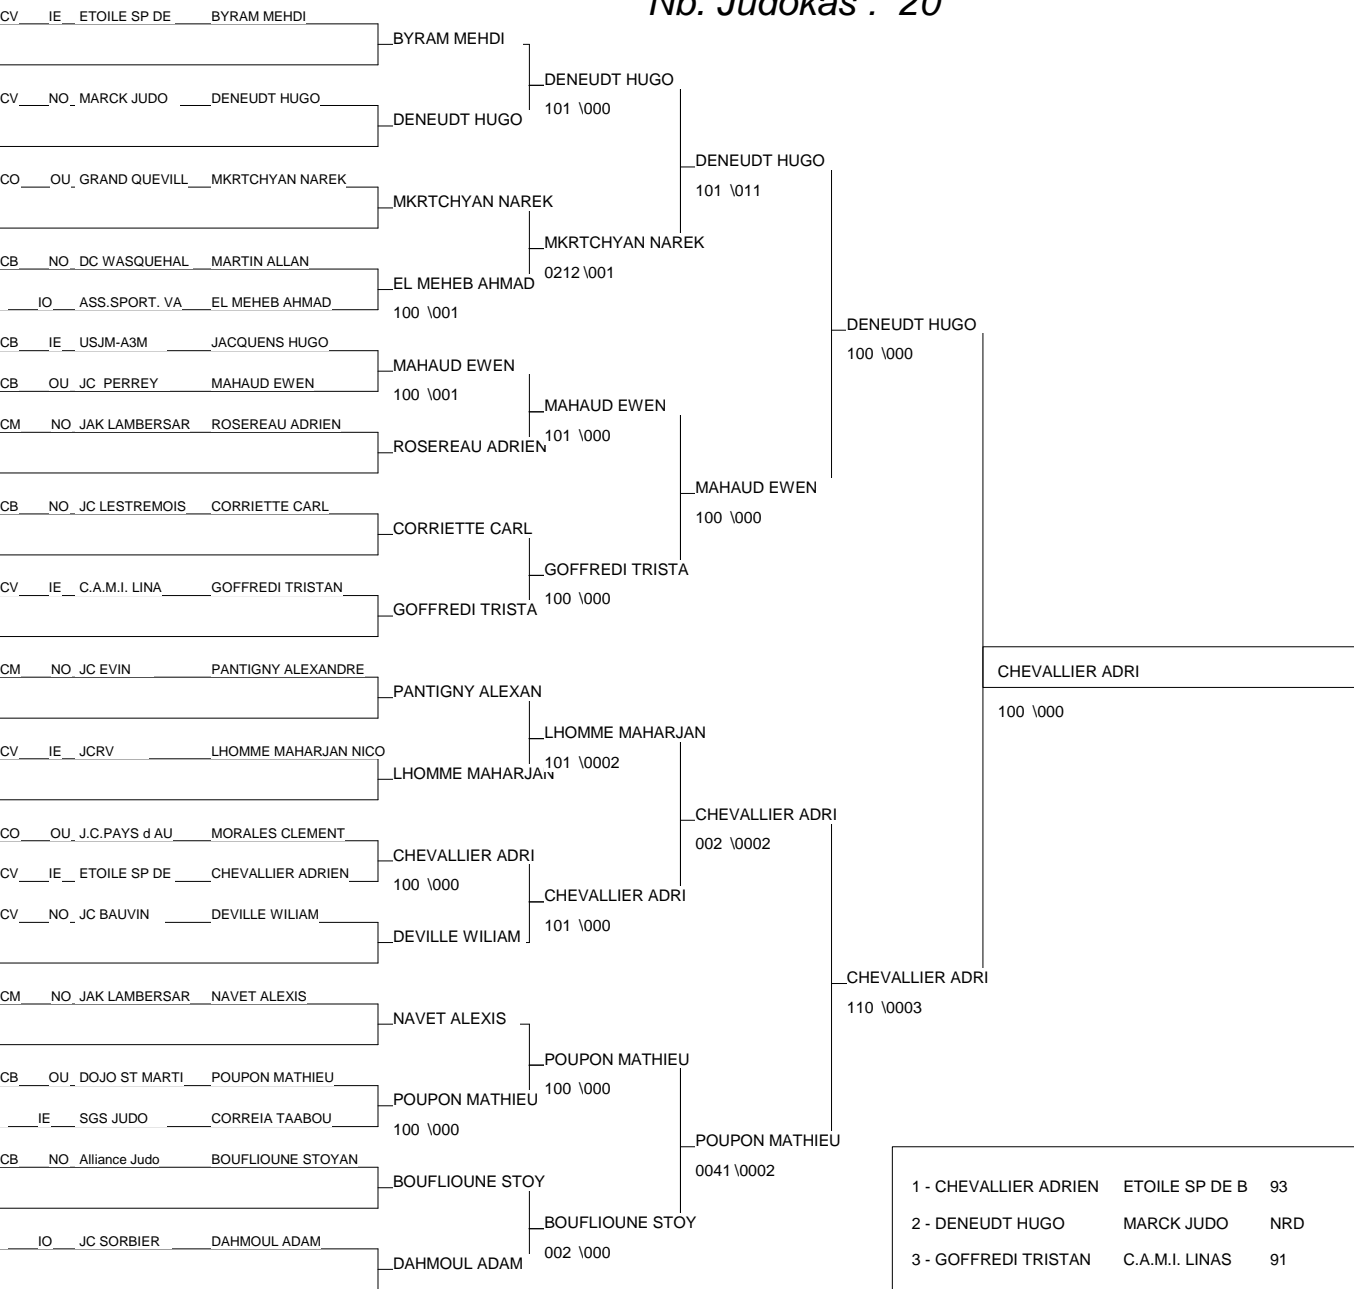 Nb. Judokas : 20
CV IE ETOILE SP DE BYRAM MEHDI
BYRAM MEHDI
DENEUDT HUGO
101 \000
CV NO MARCK JUDO DENEUDT HUGO
DENEUDT HUGO
DENEUDT HUGO
101 \011
CO OU GRAND QUEVILL MKRTCHYAN NAREK
MKRTCHYAN NAREK
MKRTCHYAN NAREK
0212 \001
CB NO DC WASQUEHAL MARTIN ALLAN
EL MEHEB AHMAD
100 \001
IO ASS.SPORT. VA EL MEHEB AHMAD
DENEUDT HUGO
100 \000
CB IE USJM-A3M JACQUENS HUGO
MAHAUD EWEN
100 \001
CB OU JC PERREY MAHAUD EWEN
MAHAUD EWEN
101 \000
CM NO JAK LAMBERSAR ROSEREAU ADRIEN
ROSEREAU ADRIEN
MAHAUD EWEN
100 \000
CB NO JC LESTREMOIS CORRIETTE CARL
CORRIETTE CARL
GOFFREDI TRISTA
100 \000
CV IE C.A.M.I. LINA GOFFREDI TRISTAN
GOFFREDI TRISTA
CM NO JC EVIN PANTIGNY ALEXANDRE
CHEVALLIER ADRI
100 \000
PANTIGNY ALEXAN
LHOMME MAHARJAN
101 \0002
CV IE JCRV LHOMME MAHARJAN NICO
LHOMME MAHARJAN
CHEVALLIER ADRI
002 \0002
CO OU J.C.PAYS d AU MORALES CLEMENT
CHEVALLIER ADRI
100 \000
CV IE ETOILE SP DE CHEVALLIER ADRIEN
CHEVALLIER ADRI
101 \000
CV NO JC BAUVIN DEVILLE WILIAM
DEVILLE WILIAM
CHEVALLIER ADRI
110 \0003
CM NO JAK LAMBERSAR NAVET ALEXIS
NAVET ALEXIS
POUPON MATHIEU
100 \000
CB OU DOJO ST MARTI POUPON MATHIEU
POUPON MATHIEU
100 \000
IE SGS JUDO CORREIA TAABOU
POUPON MATHIEU
0041 \0002
CB NO Alliance Judo BOUFLIOUNE STOYAN
BOUFLIOUNE STOY
BOUFLIOUNE STOY
002 \000
IO JC SORBIER DAHMOUL ADAM
DAHMOUL ADAM
1 - CHEVALLIER ADRIEN ETOILE SP DE B 93
2 - DENEUDT HUGO MARCK JUDO NRD
3 - GOFFREDI TRISTAN C.A.M.I. LINAS 91